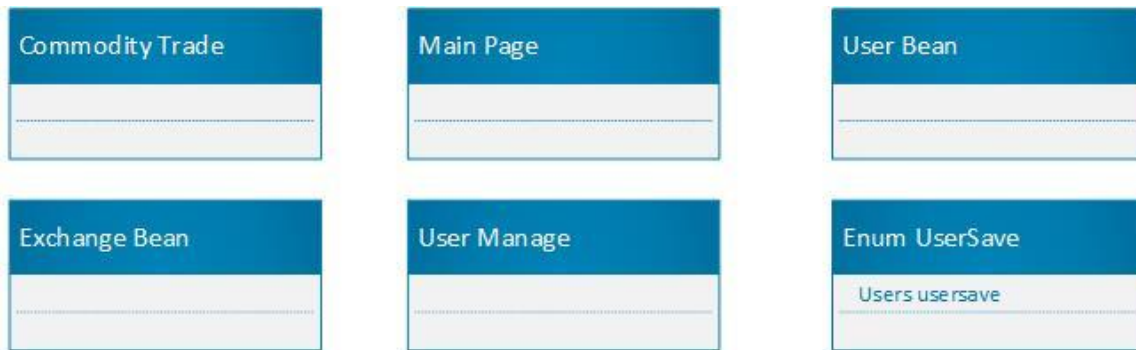 Commodity Trade
Main Page
User Bean
Exchange Bean
User Manage
Enum UserSave
Users usersave